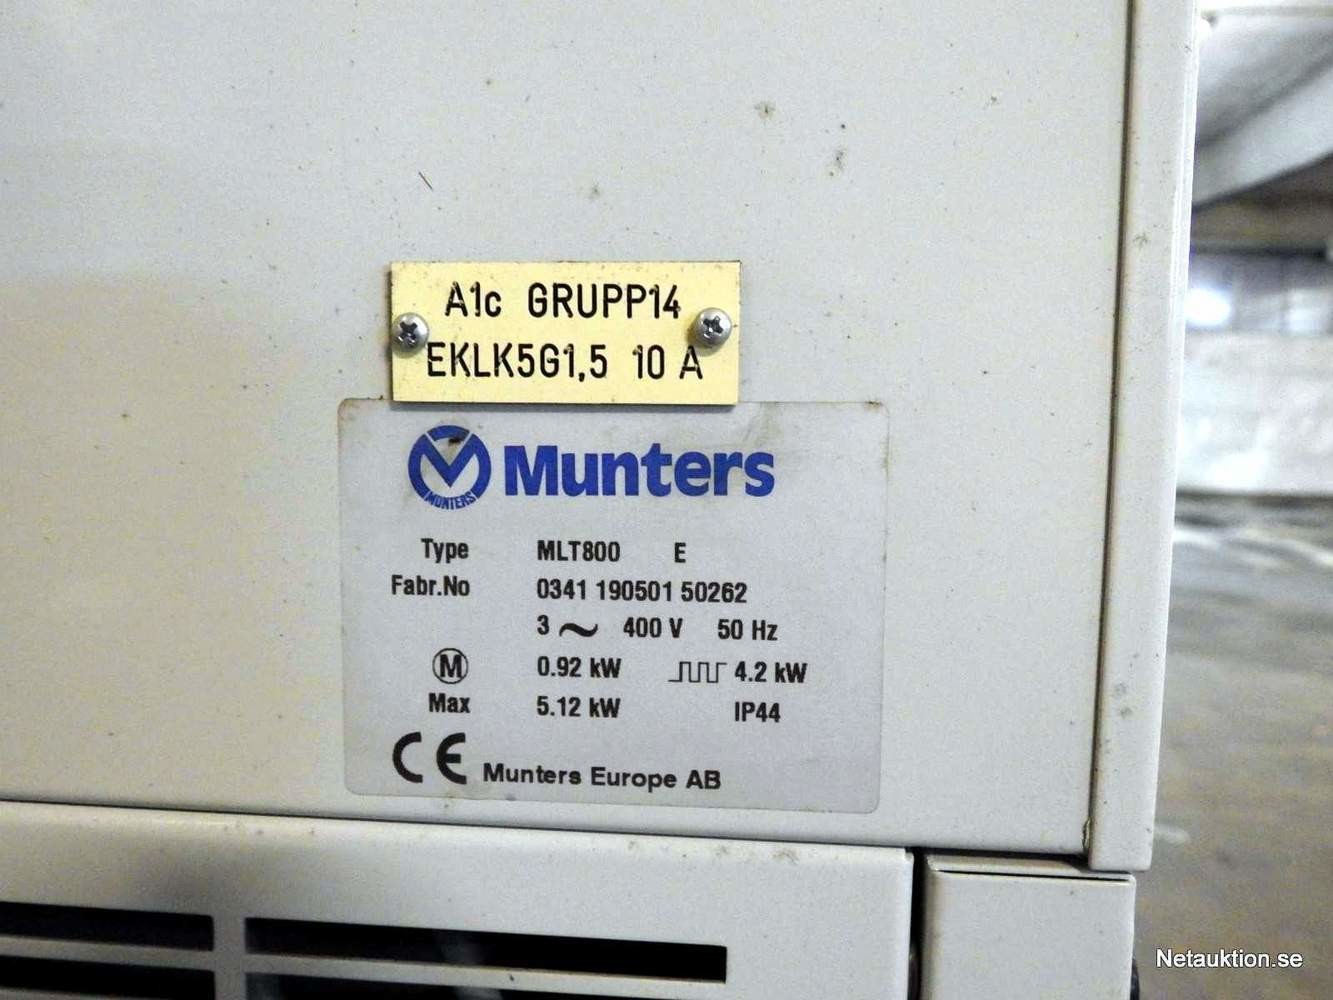 A1c GRUPP14
EKLK5G1,5 10 A
MUNTERS Munters
Type MLT800 E
Fabr.No 0341 190501 50262
3 ~ 400 V 50 Hz
M 0.92 kW 4.2 kW
Max 5.12 kW IP44
CE Munters Europe AB
Netauktion.se